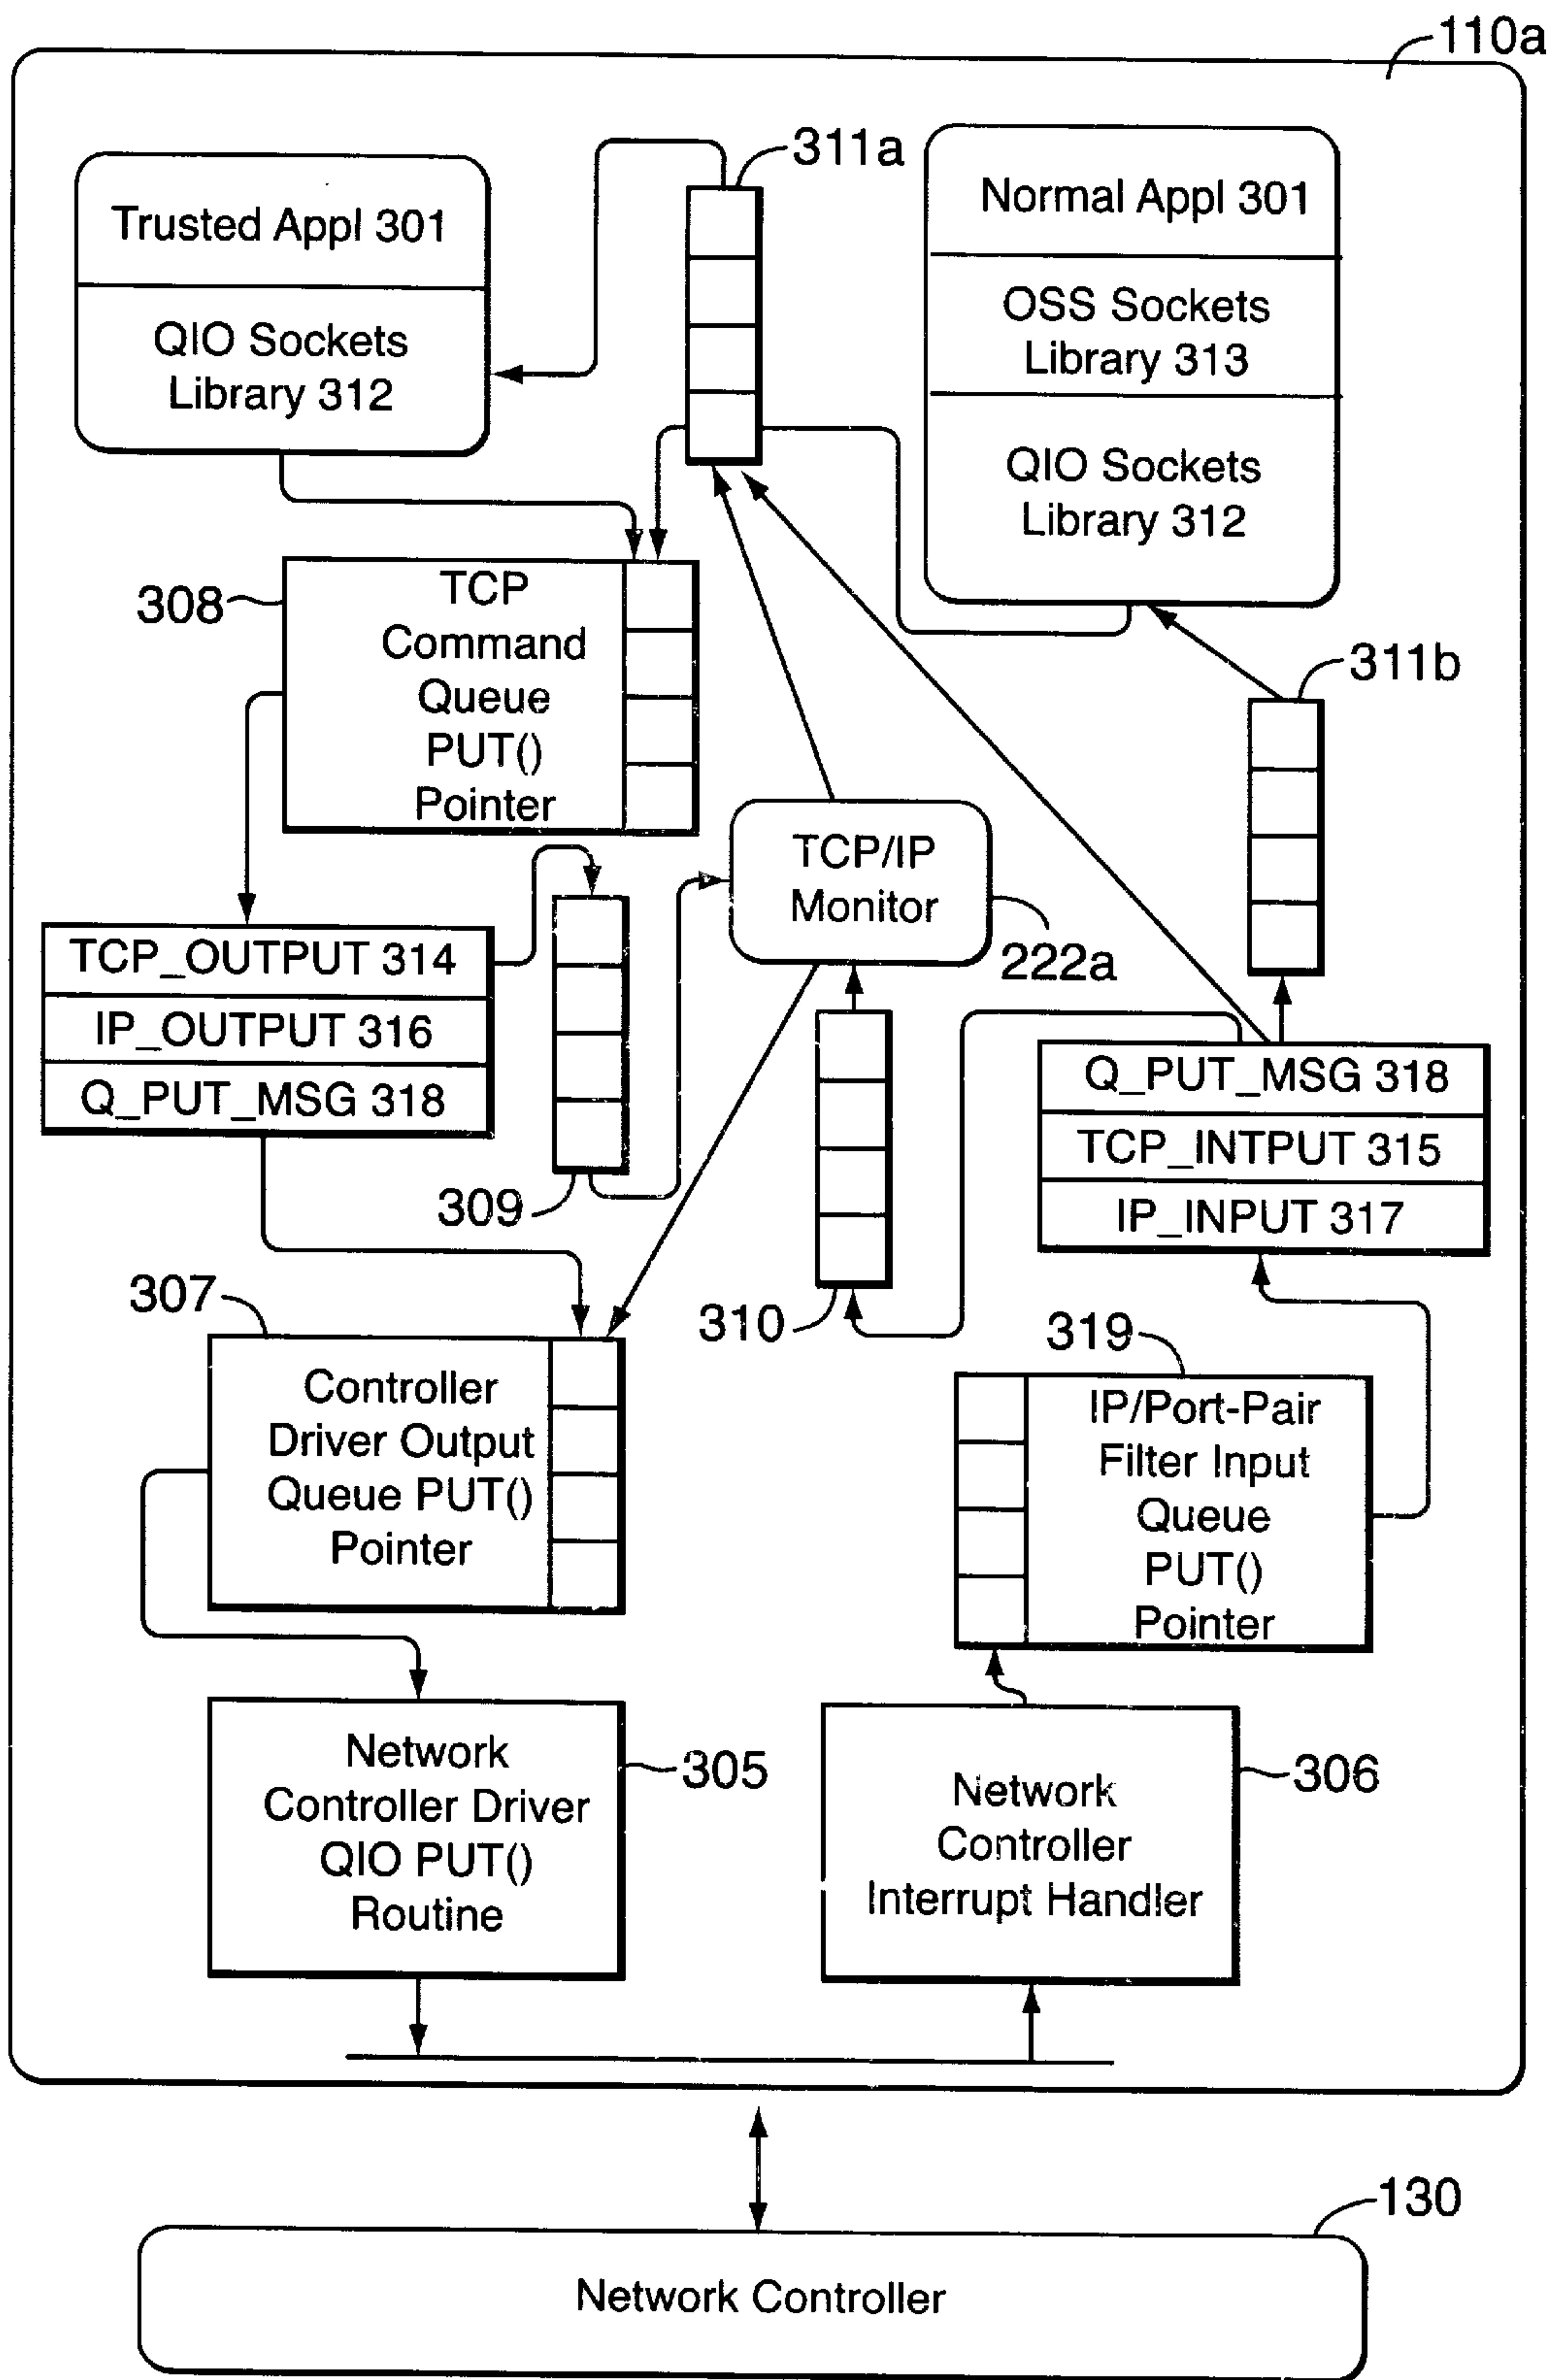 110a
311a
Trusted Appl 301
QIO Sockets
Library 312
Normal Appl 301
OSS Sockets
Library 313
QIO Sockets
Library 312
308
TCP
Command
Queue
PUT()
Pointer
311b
TCP/IP
Monitor
222a
TCP_OUTPUT 314
IP_OUTPUT 316
Q_PUT_MSG 318
309
Q_PUT_MSG 318
TCP_INTPUT 315
IP_INPUT 317
310
307
Controller
Driver Output
Queue PUT()
Pointer
319
IP/Port-Pair
Filter Input
Queue
PUT()
Pointer
Network
Controller Driver
QIO PUT()
Routine
305
Network
Controller
Interrupt Handler
306
130
Network Controller